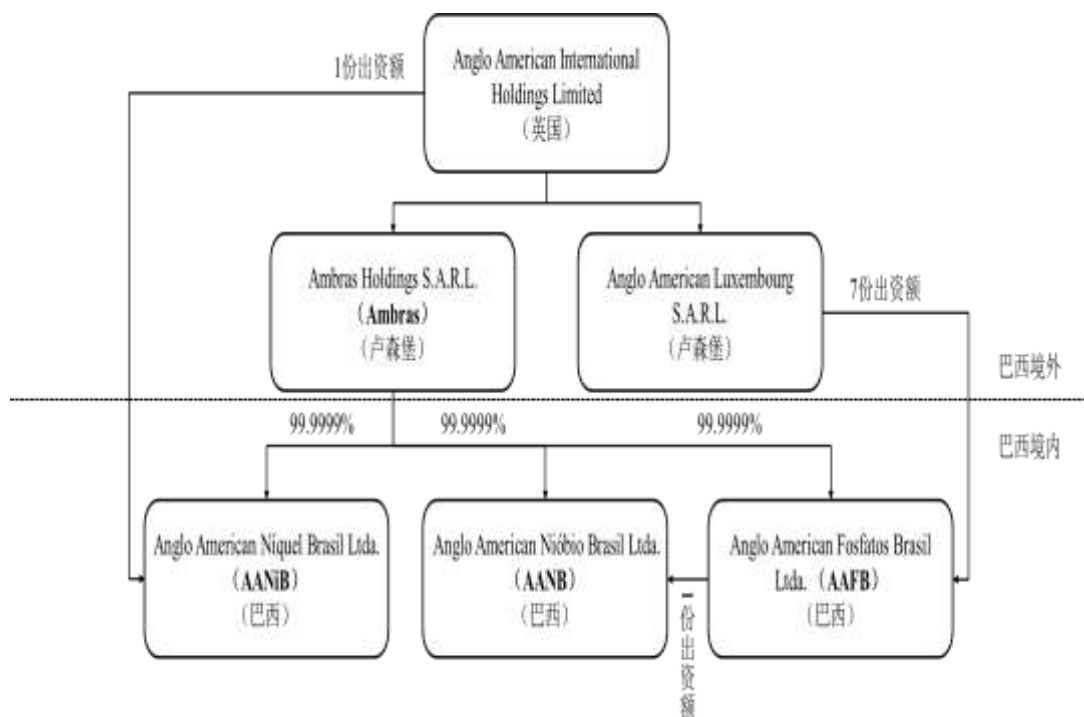 1份出资额
Anglo American International
Holdings Limited
（英国）
Ambras Holdings S.A.R.L.
（Ambras）
（卢森堡）
Anglo American Luxembourg
S.A.R.L.
（卢森堡）
7份出资额
巴西境外
99.9999%
99.9999%
99.9999%
巴西境内
Anglo American Níquel Brasil Ltda.
（AANiB）
（巴西）
Anglo American Nióbio Brasil Ltda.
（AANB）
（巴西）
Anglo American Fosfatos Brasil
Ltda.（AAFB）
（巴西）
1份出资额